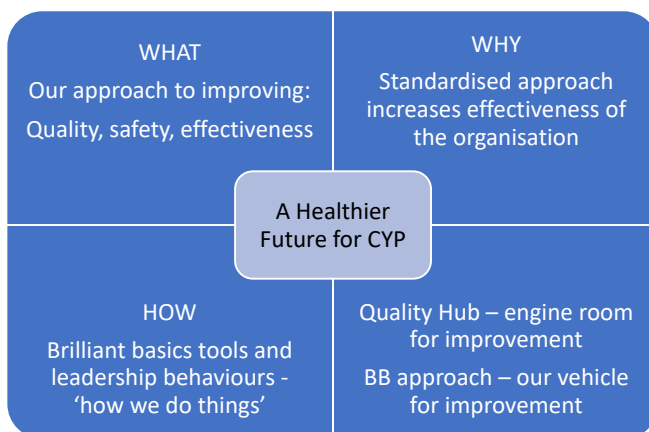 WHAT
Our approach to improving:
Quality, safety, effectiveness
WHY
Standardised approach
increases effectiveness of
the organisation
A Healthier
Future for CYP
HOW
Brilliant basics tools and
leadership behaviours -
‘how we do things’
Quality Hub – engine room
for improvement
BB approach – our vehicle
for improvement